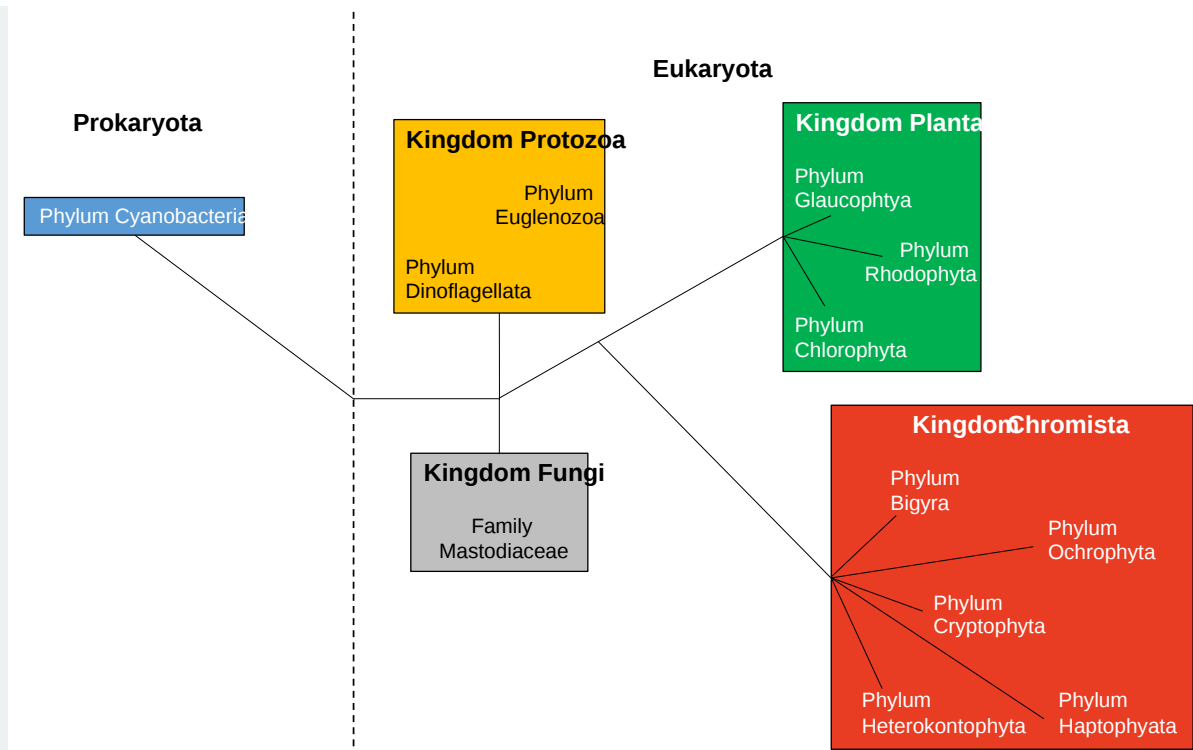 Prokaryota
Phylum Cyanobacteria
Eukaryota
Kingdom Protozoa
Phylum
Euglenozoa
Phylum
Dinoflagellata
Kingdom Fungi
Family
Mastodiaceae
Kingdom Planta
Phylum
Glaucophtya
Phylum
Rhodophyta
Phylum
Chlorophyta
Kingdom Chromista
Phylum
Bigyra
Phylum
Ochrophyta
Phylum
Cryptophyta
Phylum
Heterokontophyta
Phylum
Haptophyata